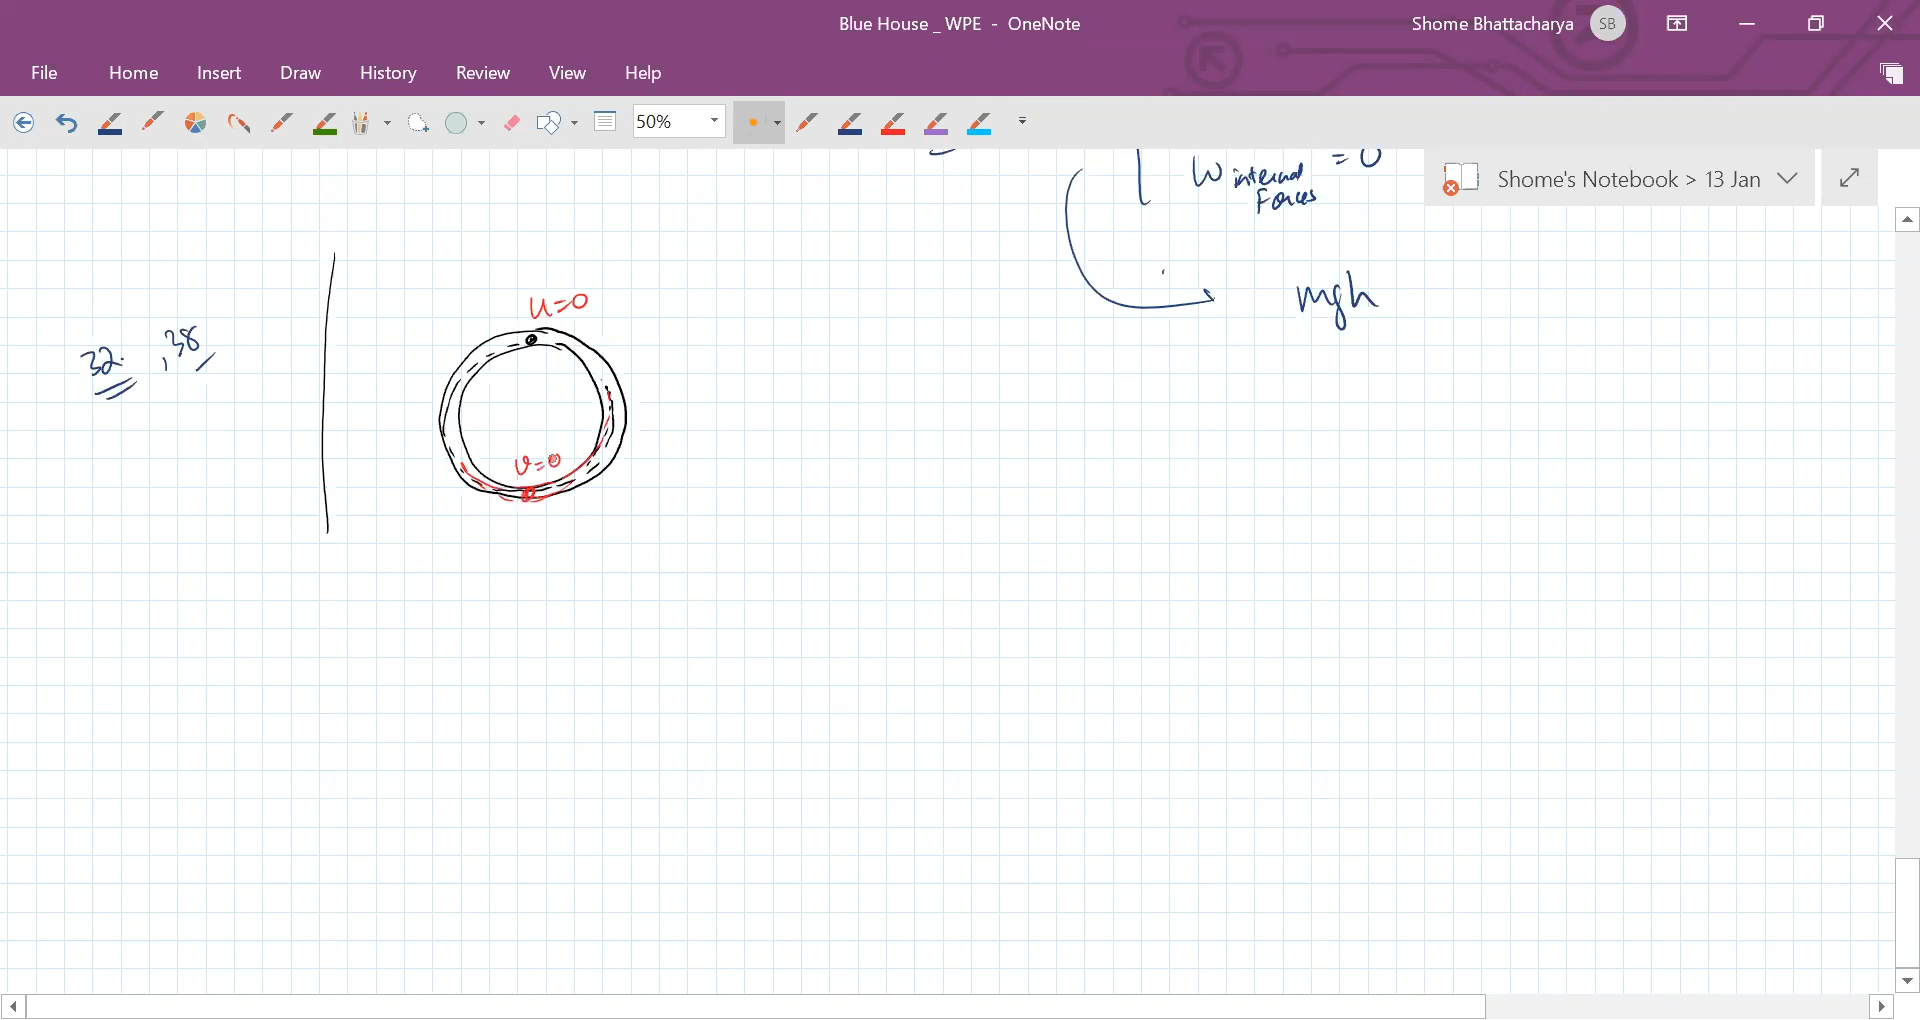 Blue House _ WPE - OneNote
Shome Bhattacharya
SB
File Home Insert Draw History Review View Help
50%
Shome's Notebook > 13 Jan
W internal Forces = 0
mgh
32. , 38
u=0
v=0